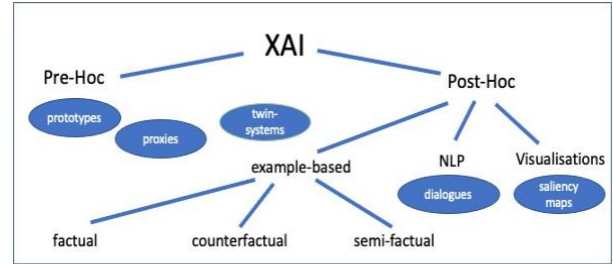 XAI
Pre-Hoc
Post-Hoc
prototypes
proxies
twin-
systems
example-based
NLP
Visualisations
dialogues
saliency
maps
factual
counterfactual
semi-factual